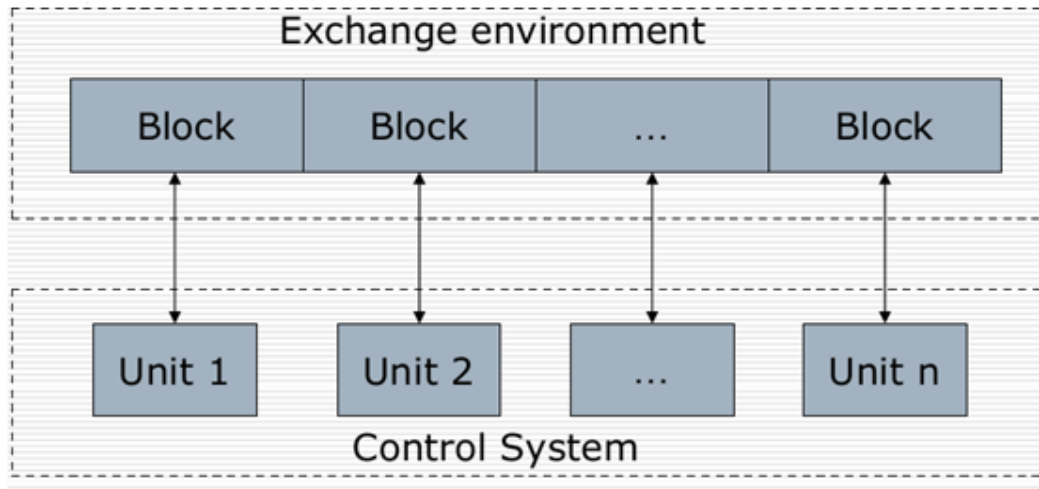 Exchange environment
Block Block ... Block
Unit 1 Unit 2 ... Unit n
Control System